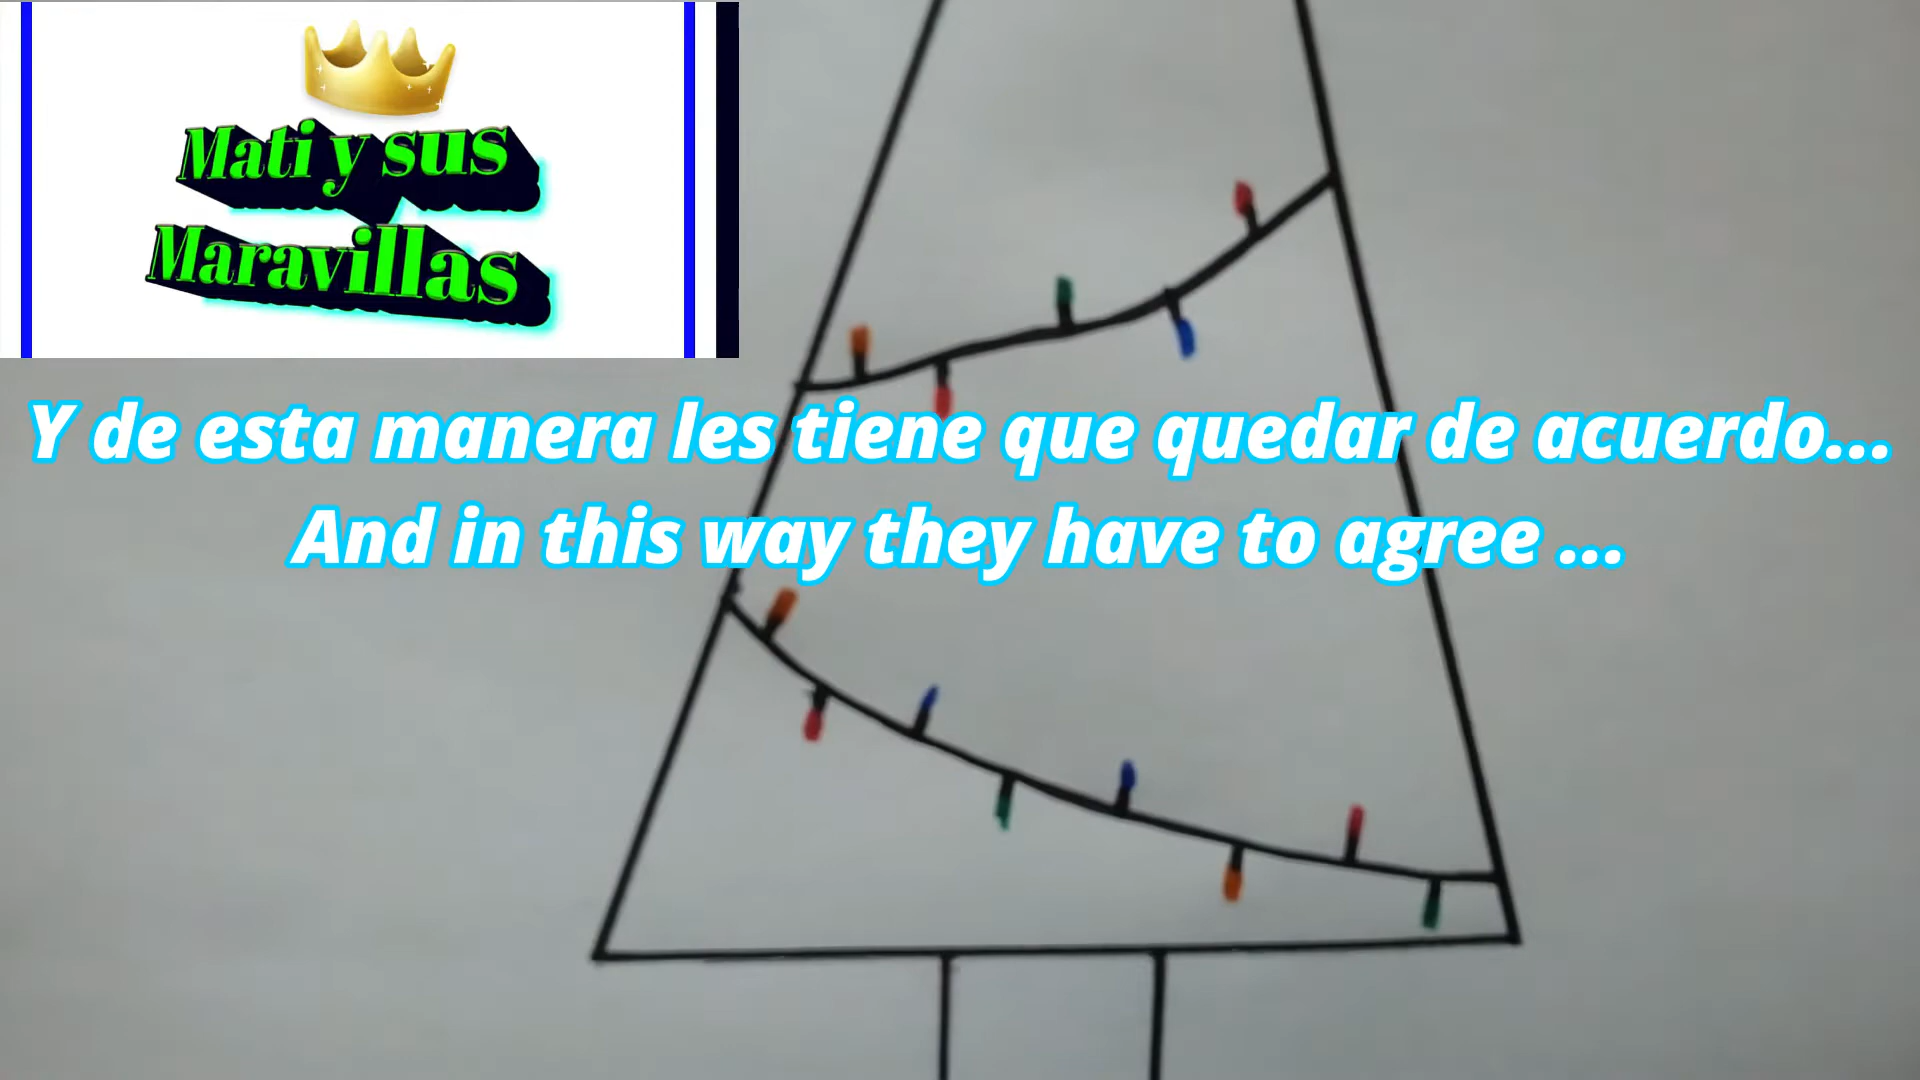 Mati y sus
Maravillas
Y de esta manera les tiene que quedar de acuerdo...
And in this way they have to agree ...